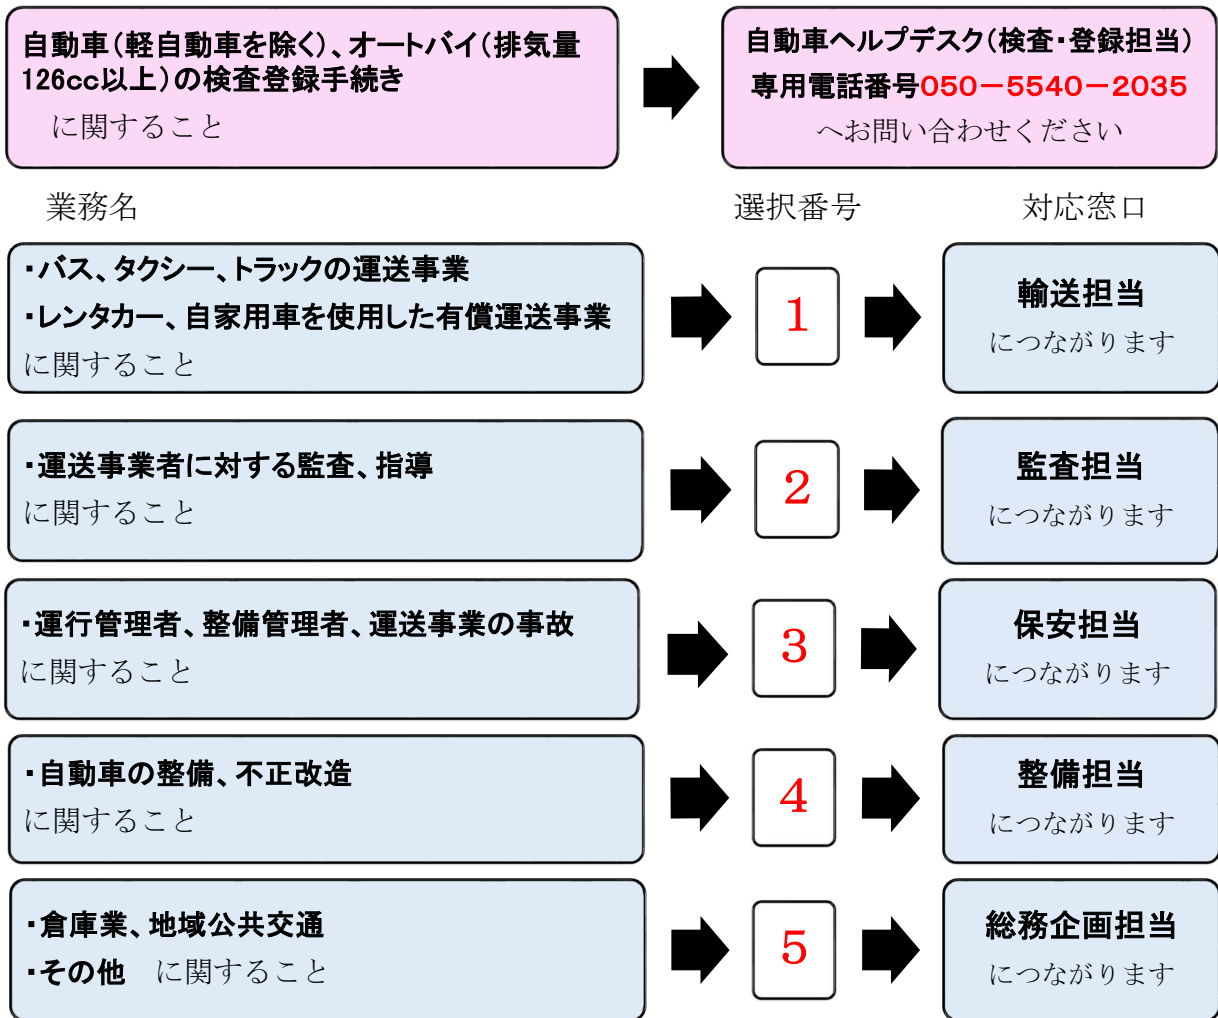 自動車（軽自動車を除く）、オートバイ（排気量
126cc以上）の検査登録手続き
に関すること
自動車ヘルプデスク（検査・登録担当）
専用電話番号０５０－５５４０－２０３５
へお問い合わせください
業務名
選択番号
対応窓口
・バス、タクシー、トラックの運送事業
・レンタカー、自家用車を使用した有償運送事業
に関すること
１
輸送担当
につながります
・運送事業者に対する監査、指導
に関すること
２
監査担当
につながります
・運行管理者、整備管理者、運送事業の事故
に関すること
３
保安担当
につながります
・自動車の整備、不正改造
に関すること
４
整備担当
につながります
・倉庫業、地域公共交通
・その他　に関すること
５
総務企画担当
につながります